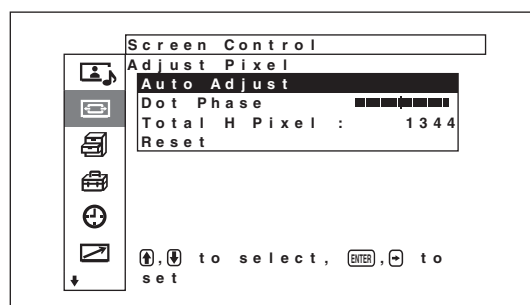 Screen Control
Adjust Pixel
Auto Adjust
Dot Phase
Total H Pixel : 1344
Reset
, to select, ENTER, to
set